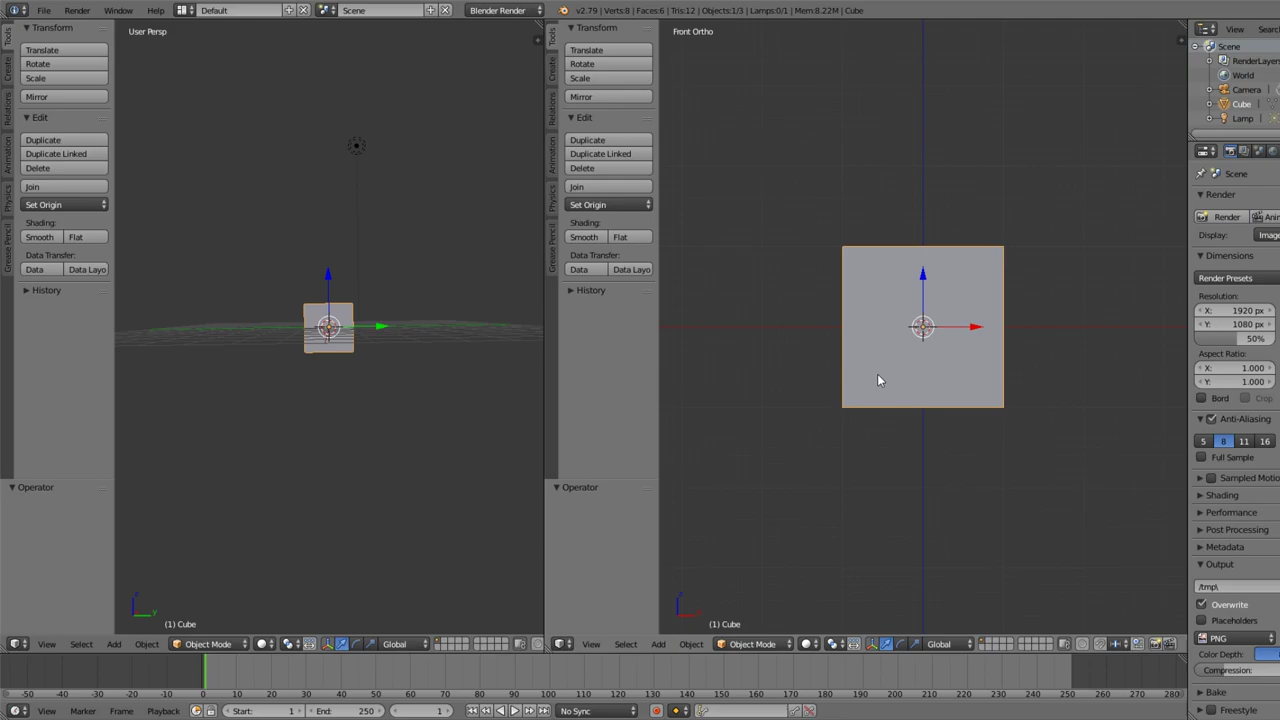 File Render Window Help Default Scene Blender Render v2.79 | Verts:8 | Faces:6 | Tris:12 | Objects:1/3 | Lamps:0/1 | Mem:8.22M | Cube
Tools
Create
Relations
Animation
Physics
Grease Pencil
Transform
Translate
Rotate
Scale
Mirror
Edit
Duplicate
Duplicate Linked
Delete
Join
Set Origin
Shading:
Smooth Flat
Data Transfer:
Data Data Layo
History
Operator
User Persp
z
y
(1) Cube
View Select Add Object Object Mode Global
Tools
Create
Relations
Animation
Physics
Grease Pencil
Transform
Translate
Rotate
Scale
Mirror
Edit
Duplicate
Duplicate Linked
Delete
Join
Set Origin
Shading:
Smooth Flat
Data Transfer:
Data Data Layo
History
Operator
Front Ortho
z
(1) Cube
View Select Add Object Object Mode Global
View Searc
Scene
RenderLayers
World
Camera
Cube
Lamp
Scene
Render
Render Anin
Display: Image
Dimensions
Render Presets
Resolution:
X: 1920 px
Y: 1080 px
50%
Aspect Ratio:
X: 1.000
Y: 1.000
Bord Crop
Anti-Aliasing
5 8 11 16
Full Sample
Sampled Motio
Shading
Performance
Post Processing
Metadata
Output
/tmp\
Overwrite
Placeholders
PNG
Color Depth:
Compression:
Bake
Freestyle
-50 -40 -30 -20 -10 0 10 20 30 40 50 60 70 80 90 100 110 120 130 140 150 160 170 180 190 200 210 220 230 240 250 260 270 280
View Marker Frame Playback Start: 1 End: 250 1 No Sync